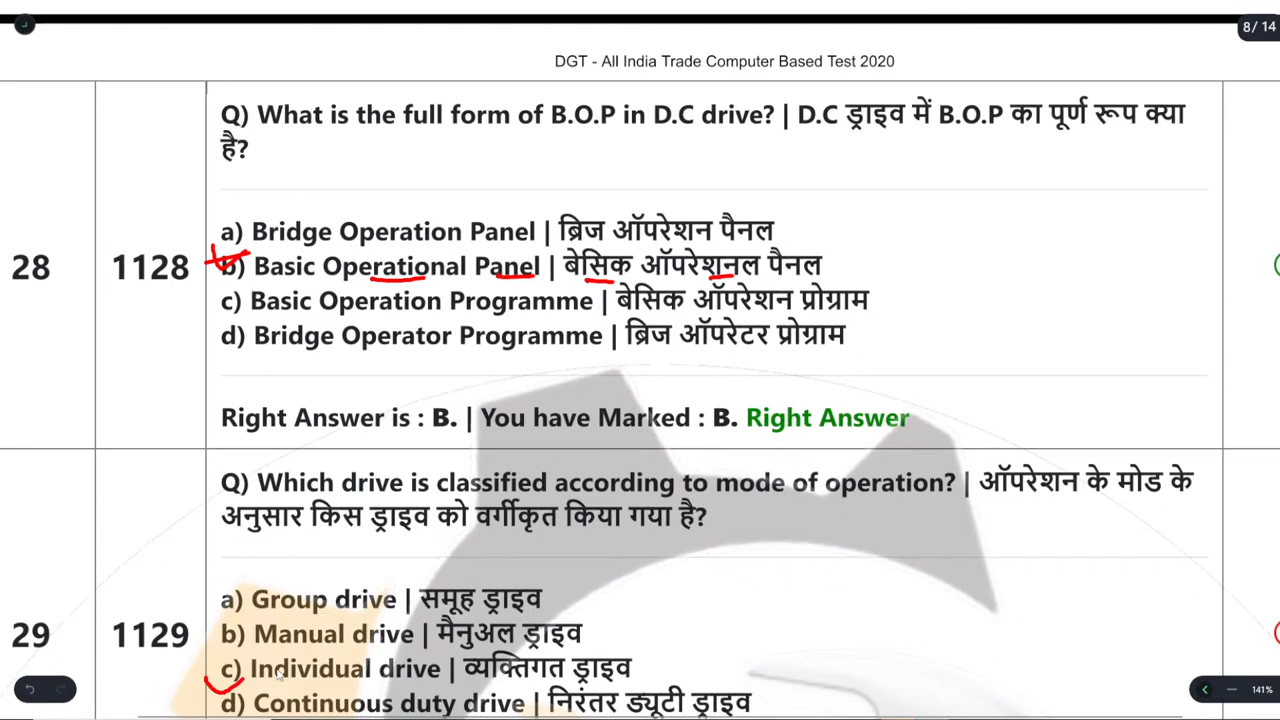 8/ 14
DGT - All India Trade Computer Based Test 2020
28
1128
Q) What is the full form of B.O.P in D.C drive? | D.C ड्राइव में B.O.P का पूर्ण रूप क्या
है?
a) Bridge Operation Panel | ब्रिज ऑपरेशन पैनल
b) Basic Operational Panel | बेसिक ऑपरेशनल पैनल
c) Basic Operation Programme | बेसिक ऑपरेशन प्रोग्राम
d) Bridge Operator Programme | ब्रिज ऑपरेटर प्रोग्राम
Right Answer is : B. | You have Marked : B. Right Answer
29
1129
Q) Which drive is classified according to mode of operation? | ऑपरेशन के मोड के
अनुसार किस ड्राइव को वर्गीकृत किया गया है?
a) Group drive | समूह ड्राइव
b) Manual drive | मैनुअल ड्राइव
c) Individual drive | व्यक्तिगत ड्राइव
d) Continuous duty drive | निरंतर ड्यूटी ड्राइव
141%